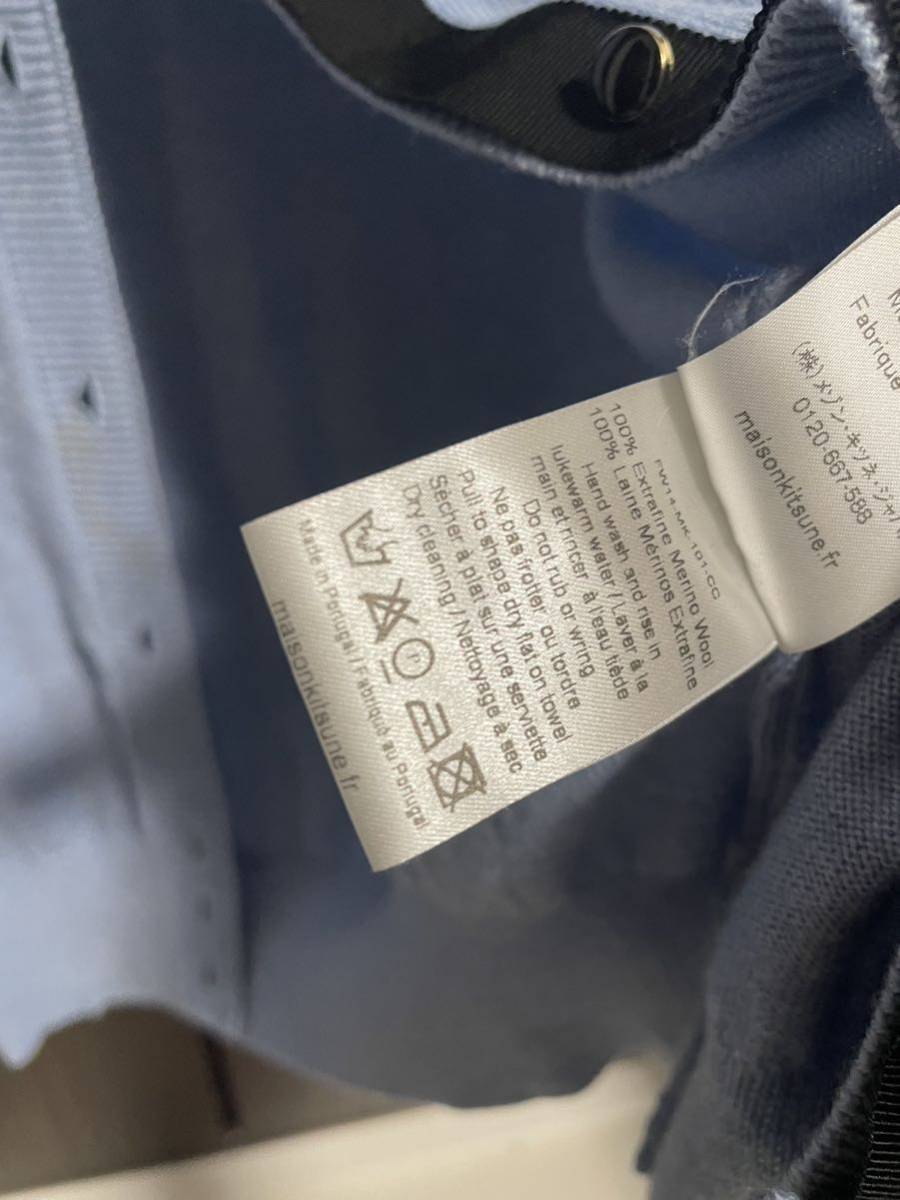 FW14-MK-101-CC
100% Extrafine Merino Wool
100% Laine Mérinos Extrafine
Hand wash and rise in
lukewarm water / Laver à la
main et rincer à l'eau tiède
Do not rub or wring
Ne pas frotter ou tordre
Pull to shape dry flat on towel
Sècher à plat sur une serviette
Dry cleaning / Nettoyage à sec
Made in Portugal / Fabriqué au Portugal
maisonkitsune.fr
Fabriqué
(株)メゾン・キツネ・ジャ
0120-667-588
maisonkitsune.fr